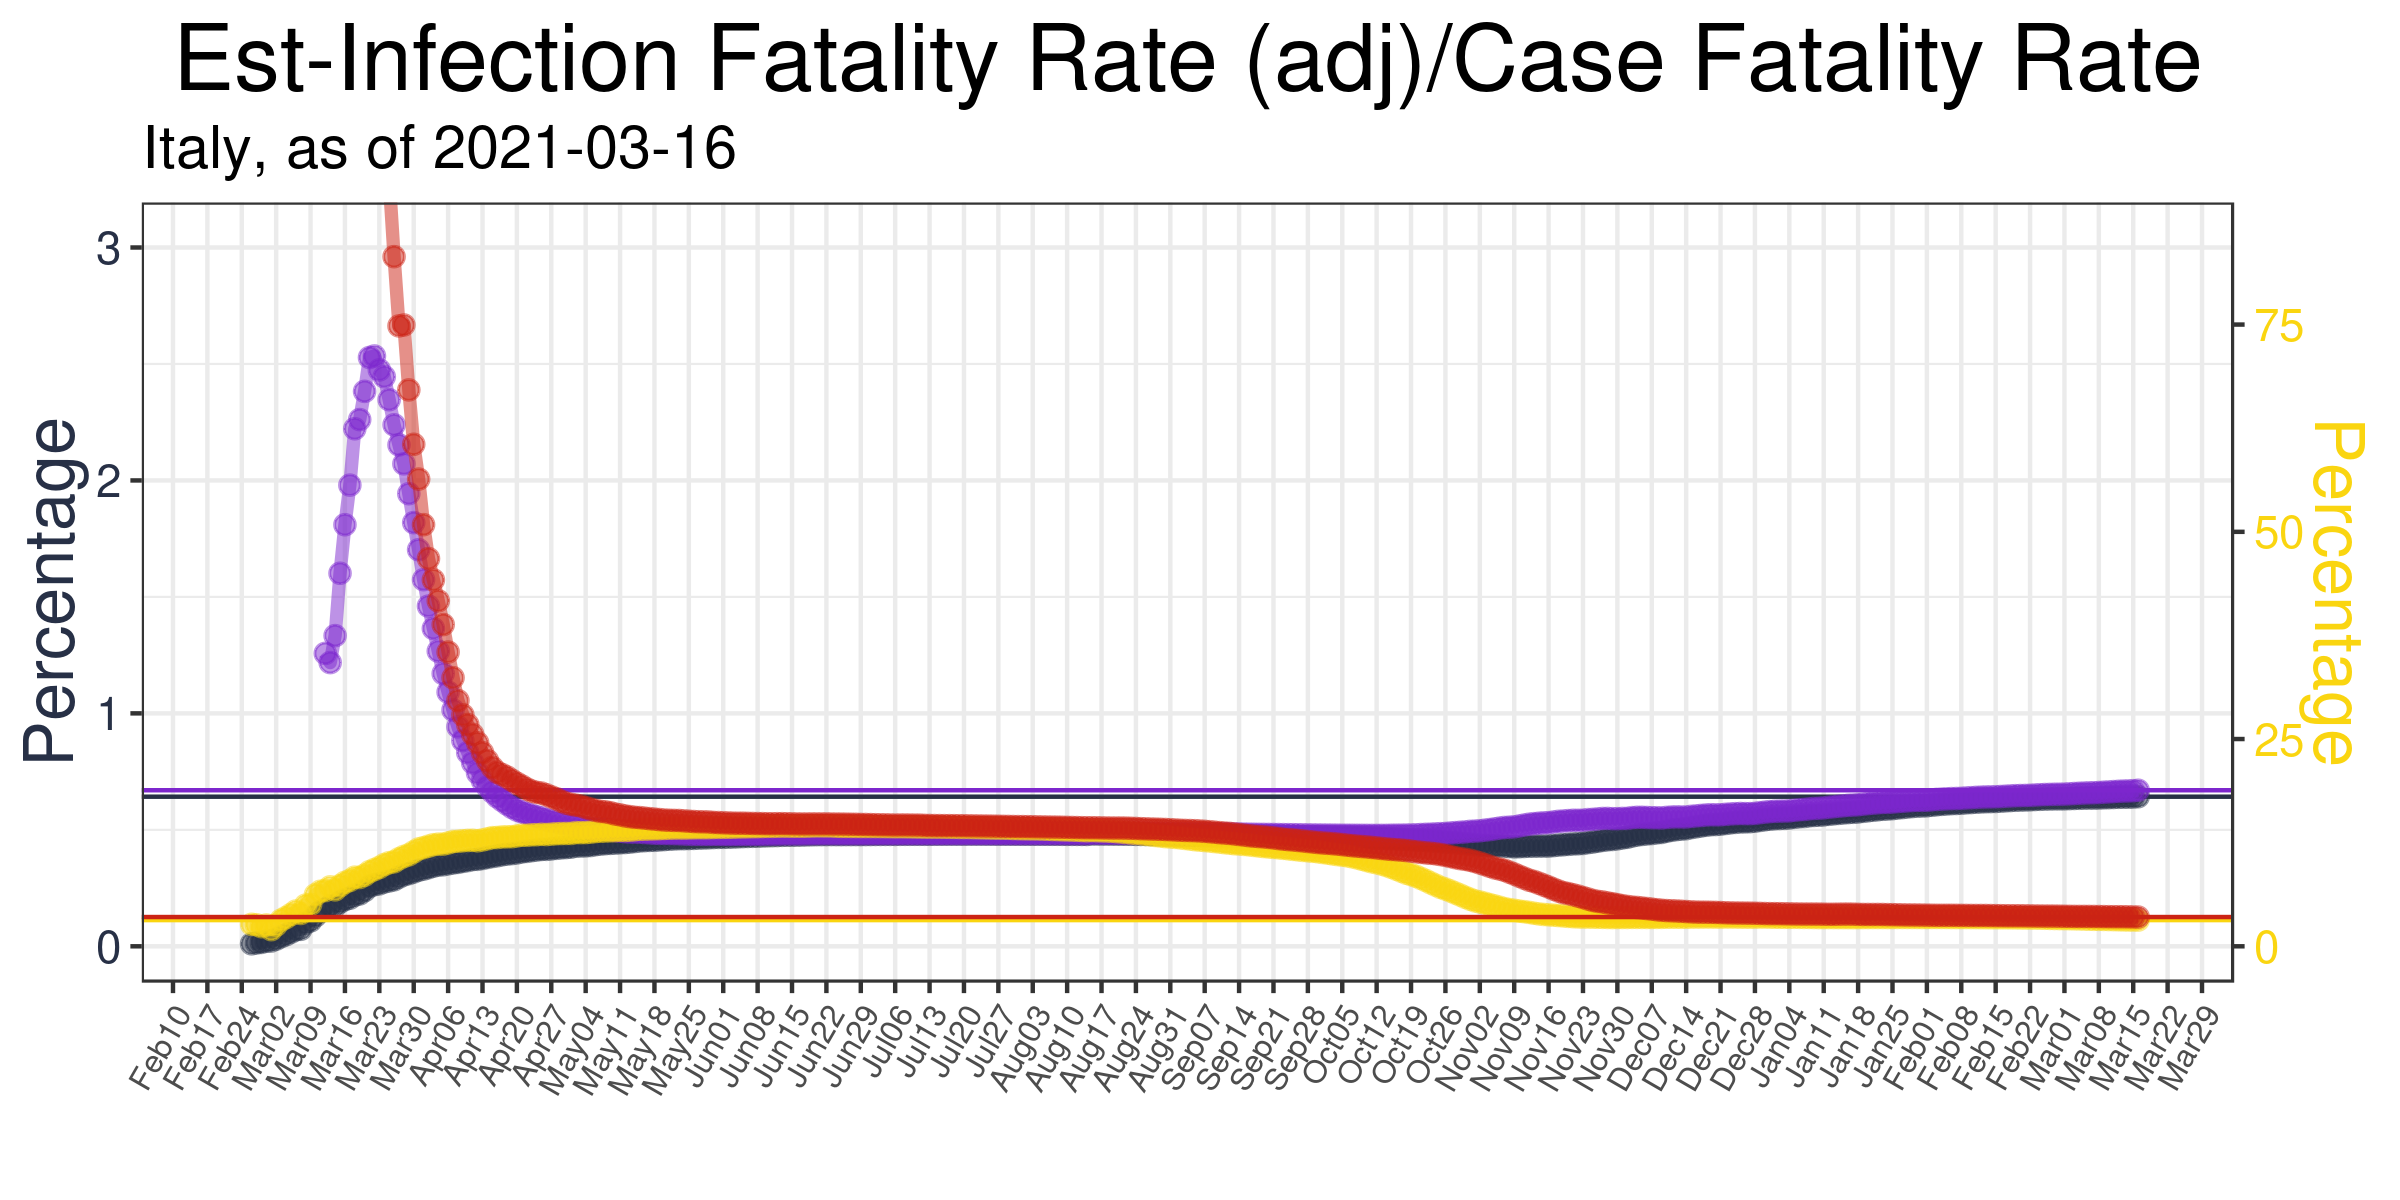 Est-Infection Fatality Rate (adj)/Case Fatality Rate
Italy, as of 2021-03-16
Percentage
3
2
1
0
75
50
25
0
Percentage
Feb10
Feb17
Feb24
Mar02
Mar09
Mar16
Mar23
Mar30
Apr06
Apr13
Apr20
Apr27
May04
May11
May18
May25
Jun01
Jun08
Jun15
Jun22
Jun29
Jul06
Jul13
Jul20
Jul27
Aug03
Aug10
Aug17
Aug24
Aug31
Sep07
Sep14
Sep21
Sep28
Oct05
Oct12
Oct19
Oct26
Nov02
Nov09
Nov16
Nov23
Nov30
Dec07
Dec14
Dec21
Dec28
Jan04
Jan11
Jan18
Jan25
Feb01
Feb08
Feb15
Feb22
Mar01
Mar08
Mar15
Mar22
Mar29